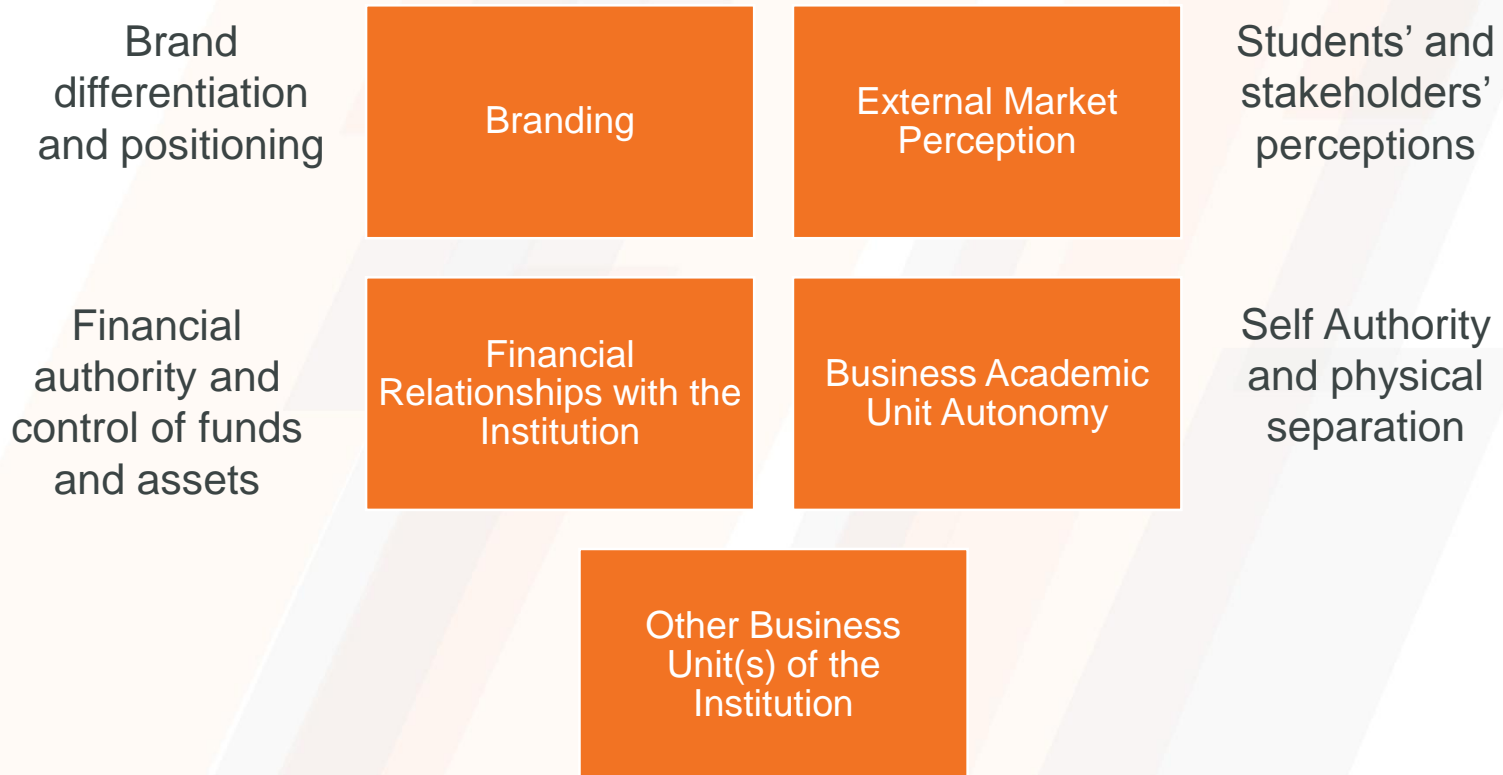 Brand
differentiation
and positioning
Branding
External Market
Perception
Students’ and
stakeholders’
perceptions
Financial
authority and
control of funds
and assets
Financial
Relationships with the
Institution
Business Academic
Unit Autonomy
Self Authority
and physical
separation
Other Business
Unit(s) of the
Institution